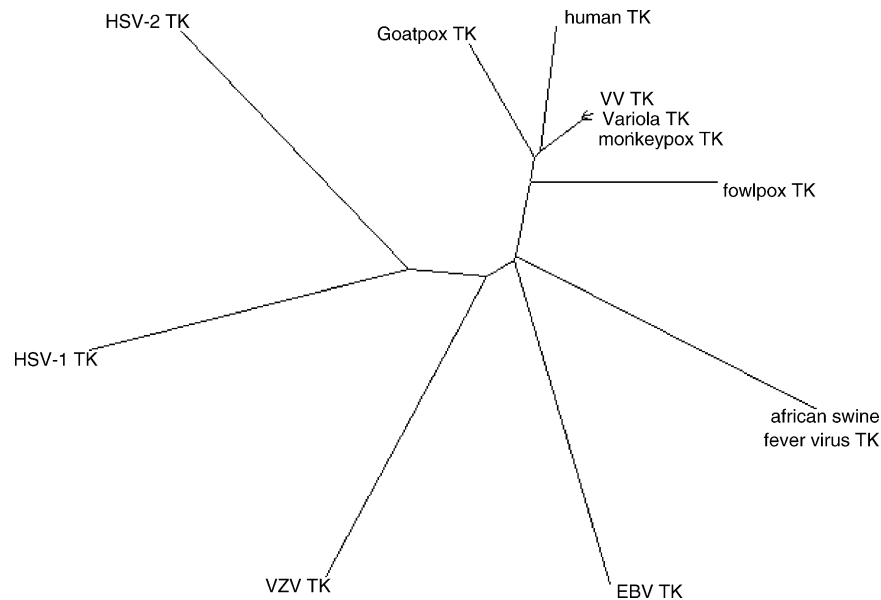 HSV-2 TK
Goatpox TK
human TK
VV TK
Variola TK
monkeypox TK
fowlpox TK
HSV-1 TK
african swine
fever virus TK
VZV TK
EBV TK